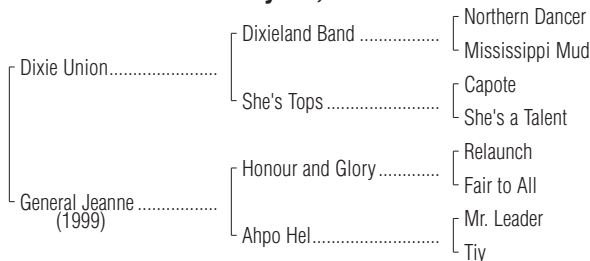 Northern Dancer
Dixieland Band ................
Mississippi Mud
Dixie Union......................
Capote
She's Tops ......................
She's a Talent
Relaunch
Honour and Glory............
Fair to All
General Jeanne ................
(1999)
Mr. Leader
Ahpo Hel.........................
Tiy